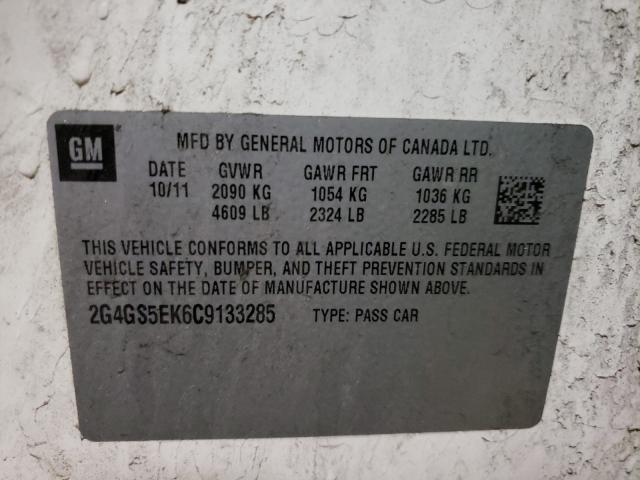 GM
MFD BY GENERAL MOTORS OF CANADA LTD.
DATE GVWR GAWR FRT GAWR RR
10/11 2090 KG 1054 KG 1036 KG
4609 LB 2324 LB 2285 LB
THIS VEHICLE CONFORMS TO ALL APPLICABLE U.S. FEDERAL MOTOR
VEHICLE SAFETY, BUMPER, AND THEFT PREVENTION STANDARDS IN
EFFECT ON THE DATE OF MANUFACTURE SHOWN ABOVE.
2G4GS5EK6C9133285 TYPE: PASS CAR